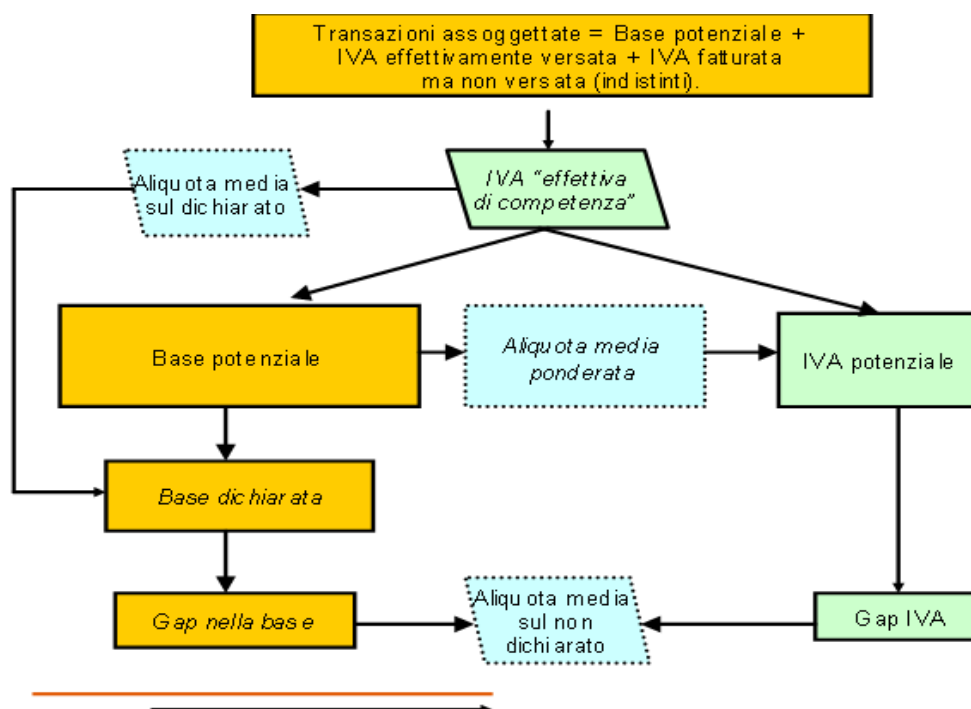 Transazioni assoggettate = Base potenziale +
IVA effettivamente versata + IVA fatturata
ma non versata (indistinti).
Aliquota media
sul dichiarato
IVA “effettiva
di competenza”
Base potenziale
Aliquota media
ponderata
IVA potenziale
Base dichiarata
Gap nella base
Aliquota media
sul non
dichiarato
Gap IVA